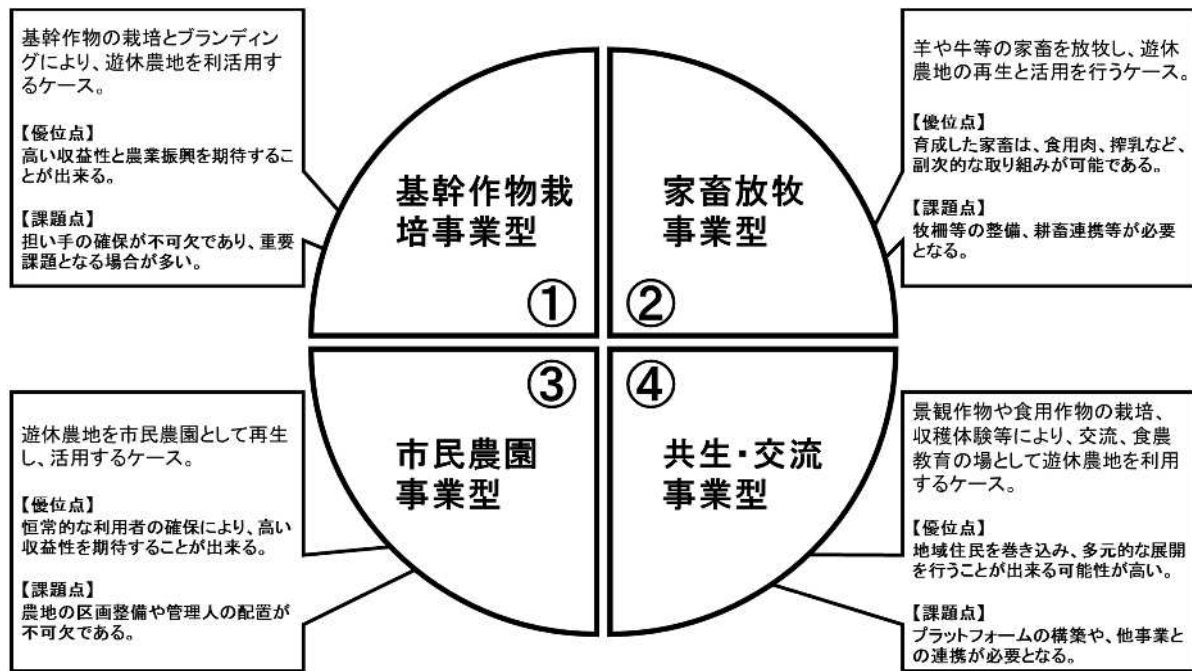 基幹作物の栽培とブランディ
ングにより、遊休農地を利活用す
るケース。
【優位点】
高い収益性と農業振興を期待するこ
とが出来る。
【課題点】
担い手の確保が不可欠であり、重要
課題となる場合が多い。
基幹作物栽
培事業型
①
家畜放牧
事業型
②
羊や牛等の家畜を放牧し、遊休
農地の再生と活用を行うケース。
【優位点】
育成した家畜は、食用肉、搾乳など、
副次的な取り組みが可能である。
【課題点】
牧柵等の整備、耕畜連携等が必要
となる。
遊休農地を市民農園として再生
し、活用するケース。
【優位点】
恒常的な利用者の確保により、高い
収益性を期待することが出来る。
【課題点】
農地の区画整備や管理人の配置が
不可欠である。
③
市民農園
事業型
④
共生・交流
事業型
景観作物や食用作物の栽培、
収穫体験等により、交流、食農
教育の場として遊休農地を利用
するケース。
【優位点】
地域住民を巻き込み、多元的な展開
を行うことが出来る可能性が高い。
【課題点】
プラットフォームの構築や、他事業と
の連携が必要となる。